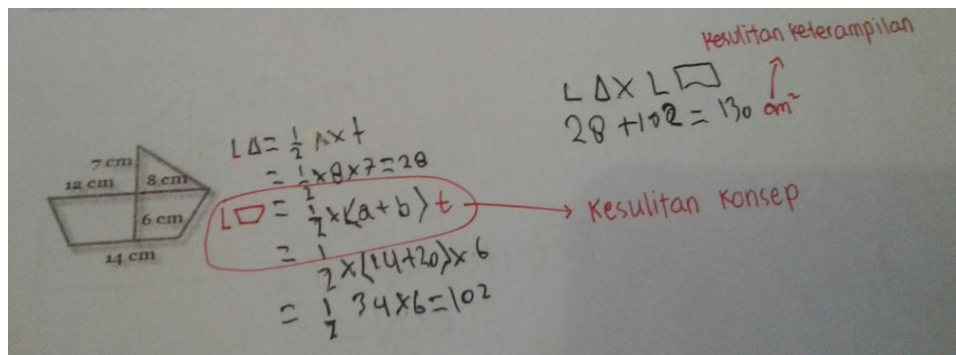 Kesulitan Keterampilan
L Δ X L
28 + 102 = 130 cm²
7 cm
12 cm
8 cm
6 cm
14 cm
L Δ = 1/2 A x t
= 1/2 x 8 x 7 = 28
L = 1/2 x (a + b) t
= 1/2 x (14 + 20) x 6
= 1/2 34 x 6 = 102
Kesulitan Konsep